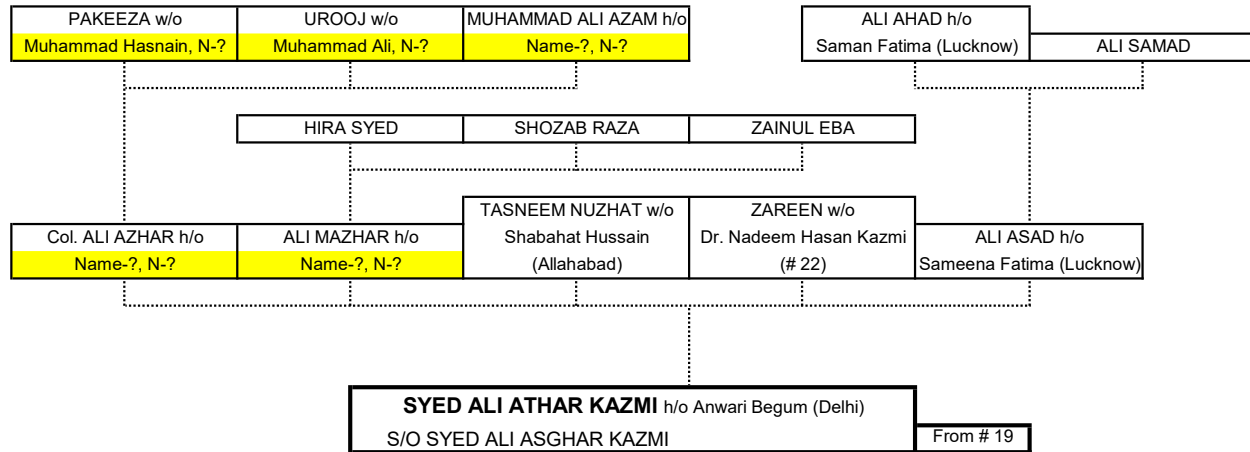 PAKEEZA w/o
Muhammad Hasnain, N-?
UROOJ w/o
Muhammad Ali, N-?
MUHAMMAD ALI AZAM h/o
Name-?, N-?
ALI AHAD h/o
Saman Fatima (Lucknow)
ALI SAMAD
HIRA SYED
SHOZAB RAZA
ZAINUL EBA
Col. ALI AZHAR h/o
Name-?, N-?
ALI MAZHAR h/o
Name-?, N-?
TASNEEM NUZHAT w/o
Shabahat Hussain
(Allahabad)
ZAREEN w/o
Dr. Nadeem Hasan Kazmi
(# 22)
ALI ASAD h/o
Sameena Fatima (Lucknow)
SYED ALI ATHAR KAZMI h/o Anwari Begum (Delhi)
S/O SYED ALI ASGHAR KAZMI
From # 19